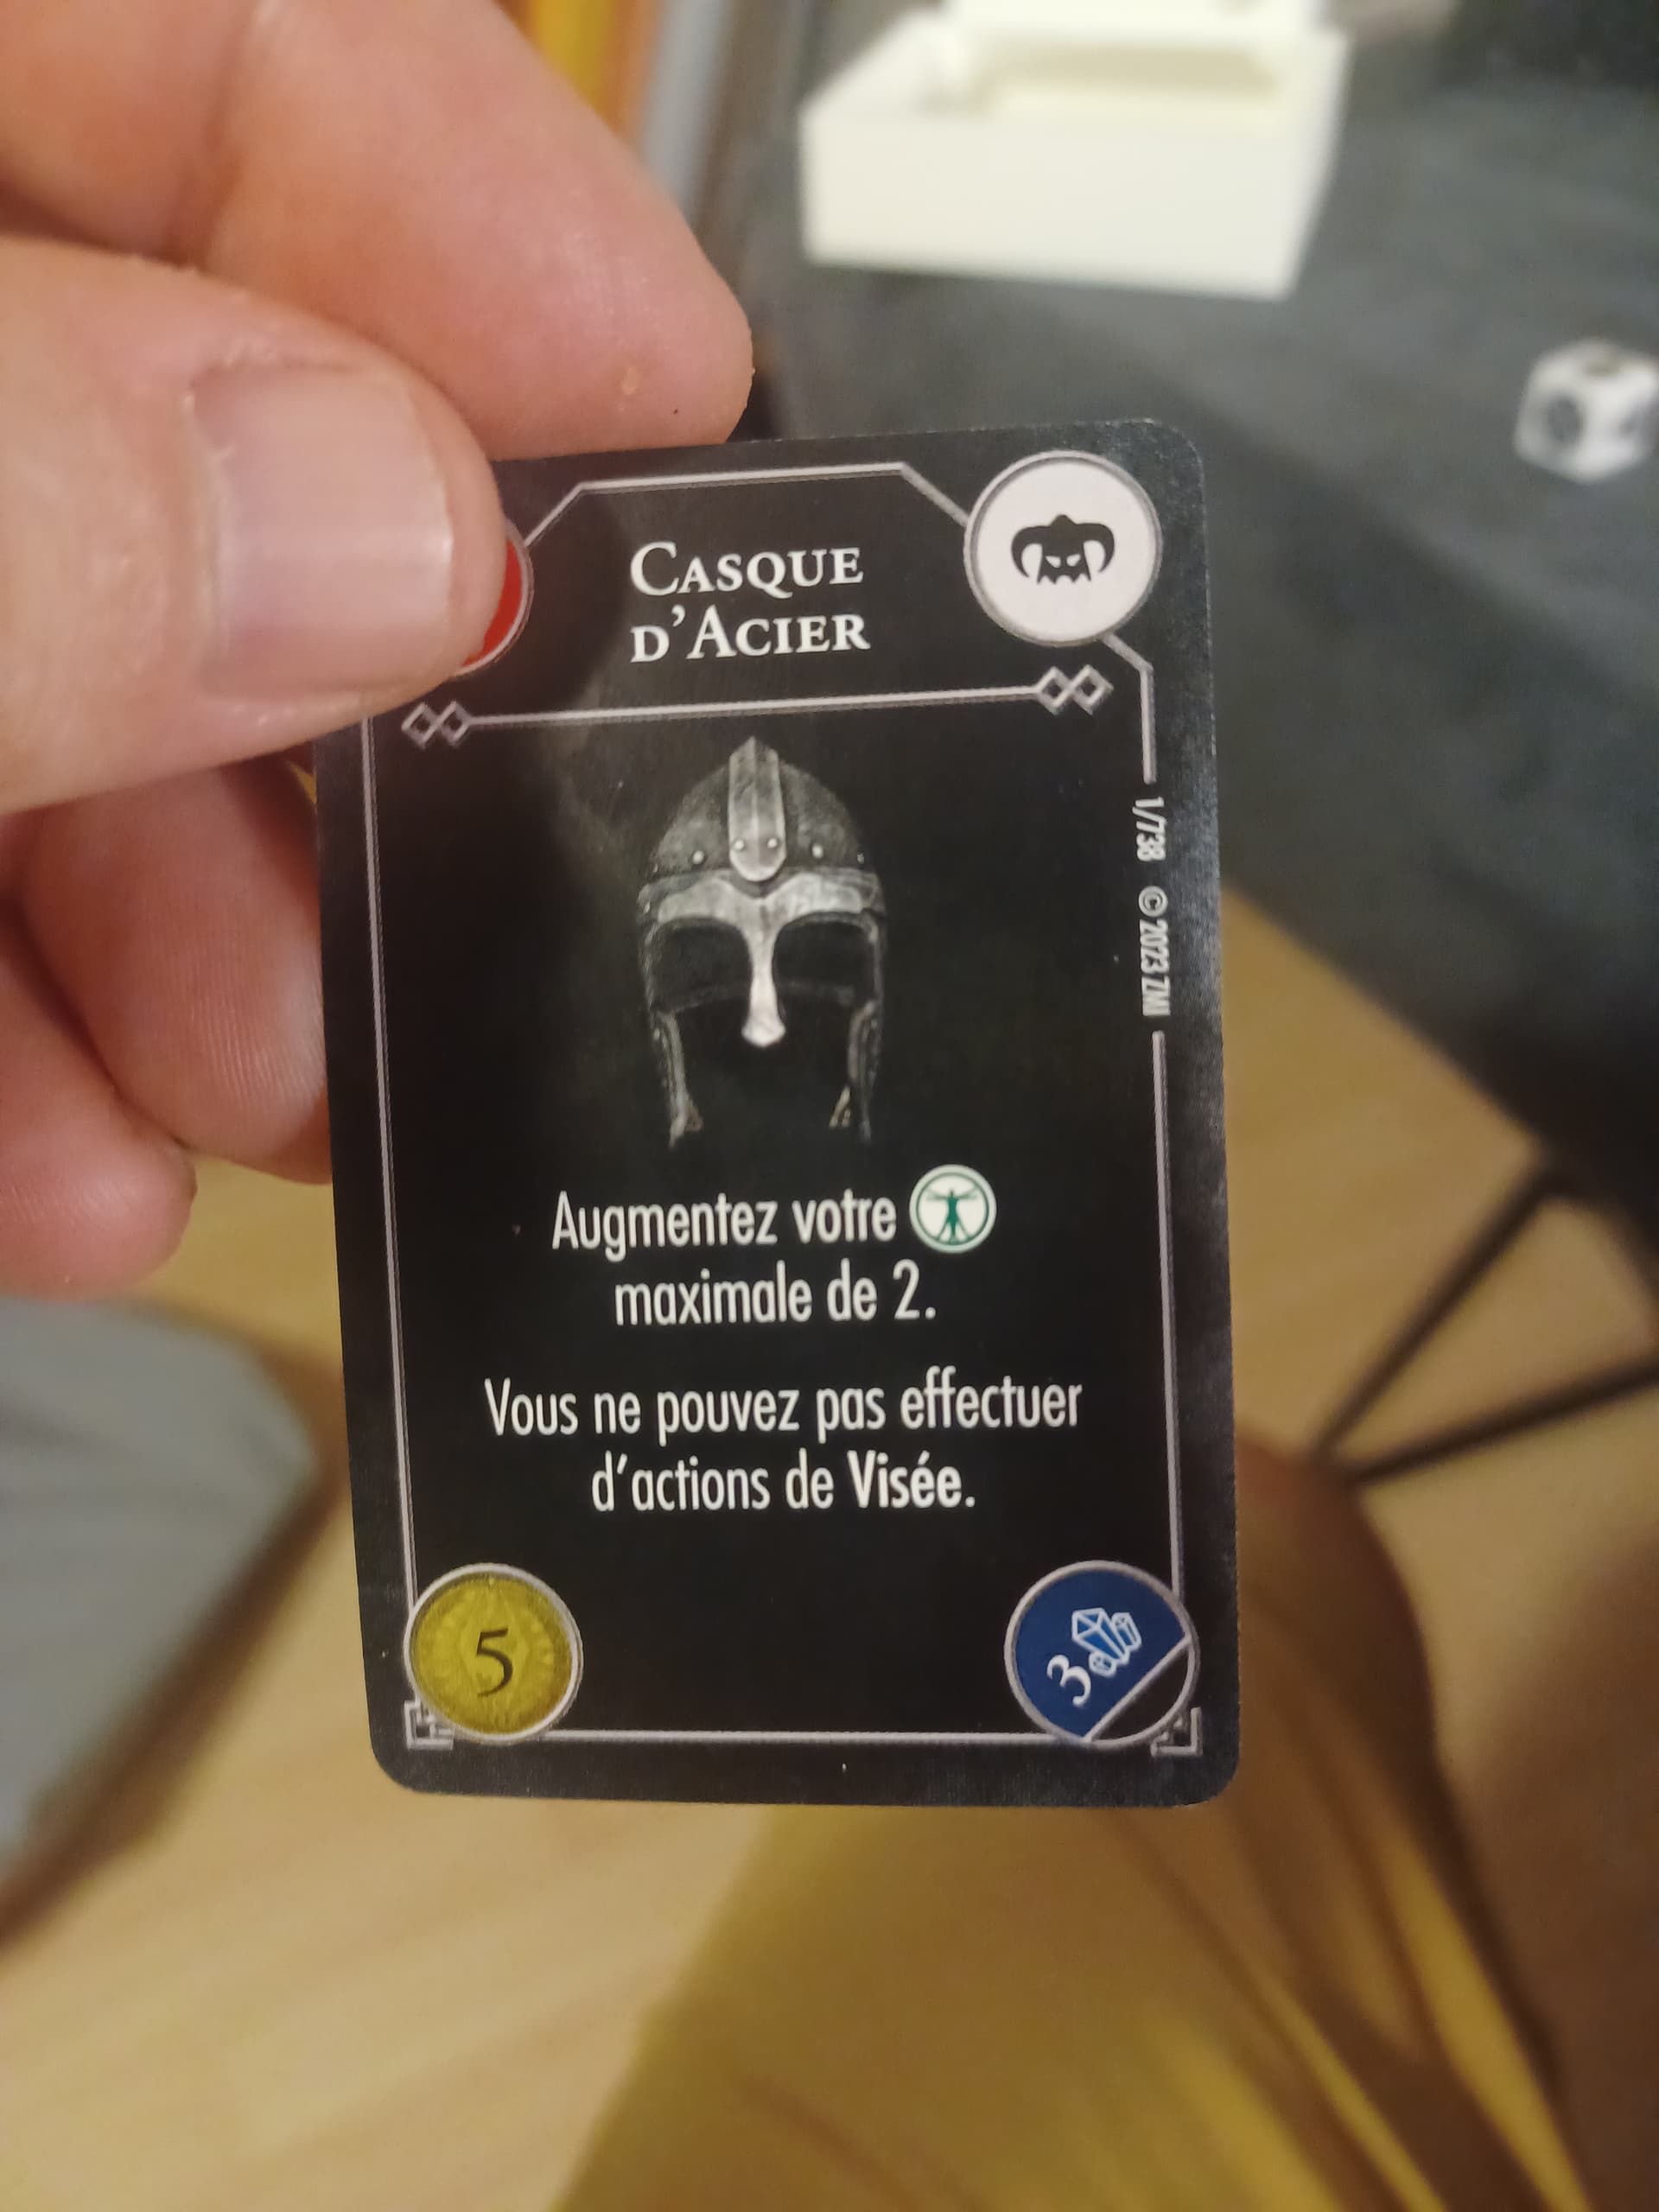 Casque
d'Acier
1/738 © 2023 ZMI
Augmentez votre
maximale de 2.
Vous ne pouvez pas effectuer
d'actions de Visée.
5
3